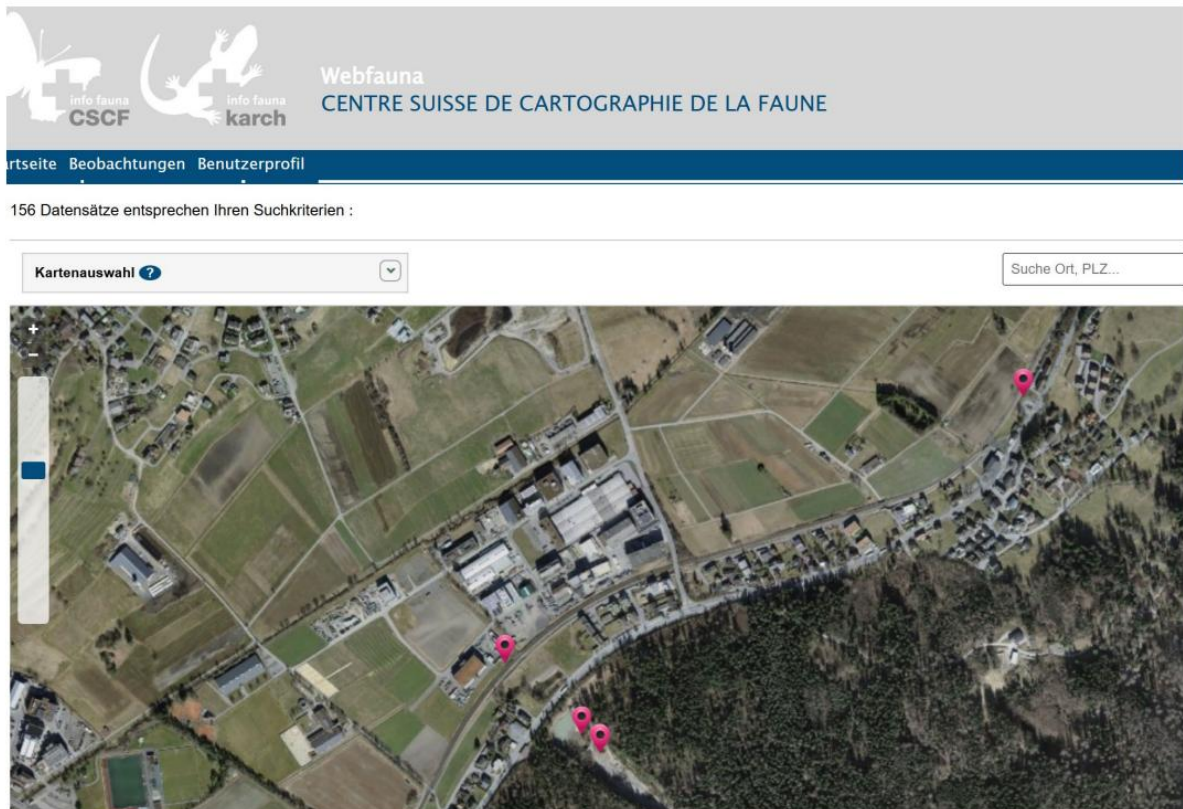 info fauna
CSCF
info fauna
karch
Webfauna
CENTRE SUISSE DE CARTOGRAPHIE DE LA FAUNE
rtseite Beobachtungen Benutzerprofil
156 Datensätze entsprechen Ihren Suchkriterien :
Kartenauswahl ?
Suche Ort, PLZ...
+
-